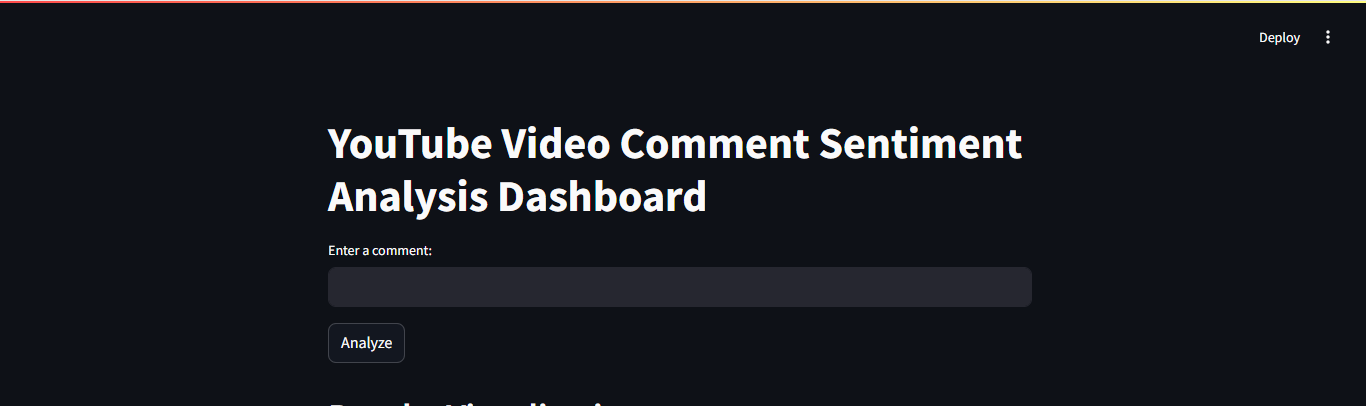 Deploy
YouTube Video Comment Sentiment
Analysis Dashboard
Enter a comment:
Analyze